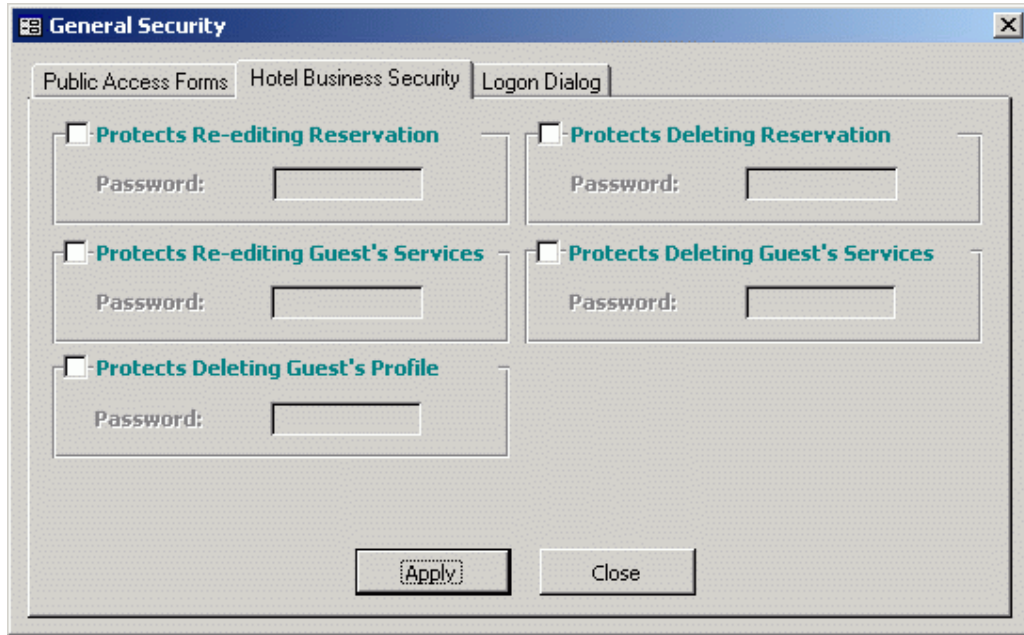 General Security
Public Access Forms Hotel Business Security Logon Dialog
Protects Re-editing Reservation Protects Deleting Reservation
Password: Password:
Protects Re-editing Guest's Services Protects Deleting Guest's Services
Password: Password:
Protects Deleting Guest's Profile
Password:
Apply Close